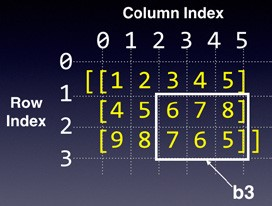 Column Index
0 1 2 3 4 5
0
[[1 2 3 4 5]
Row Index
1
[4 5 6 7 8]
2
[9 8 7 6 5]]
3
b3